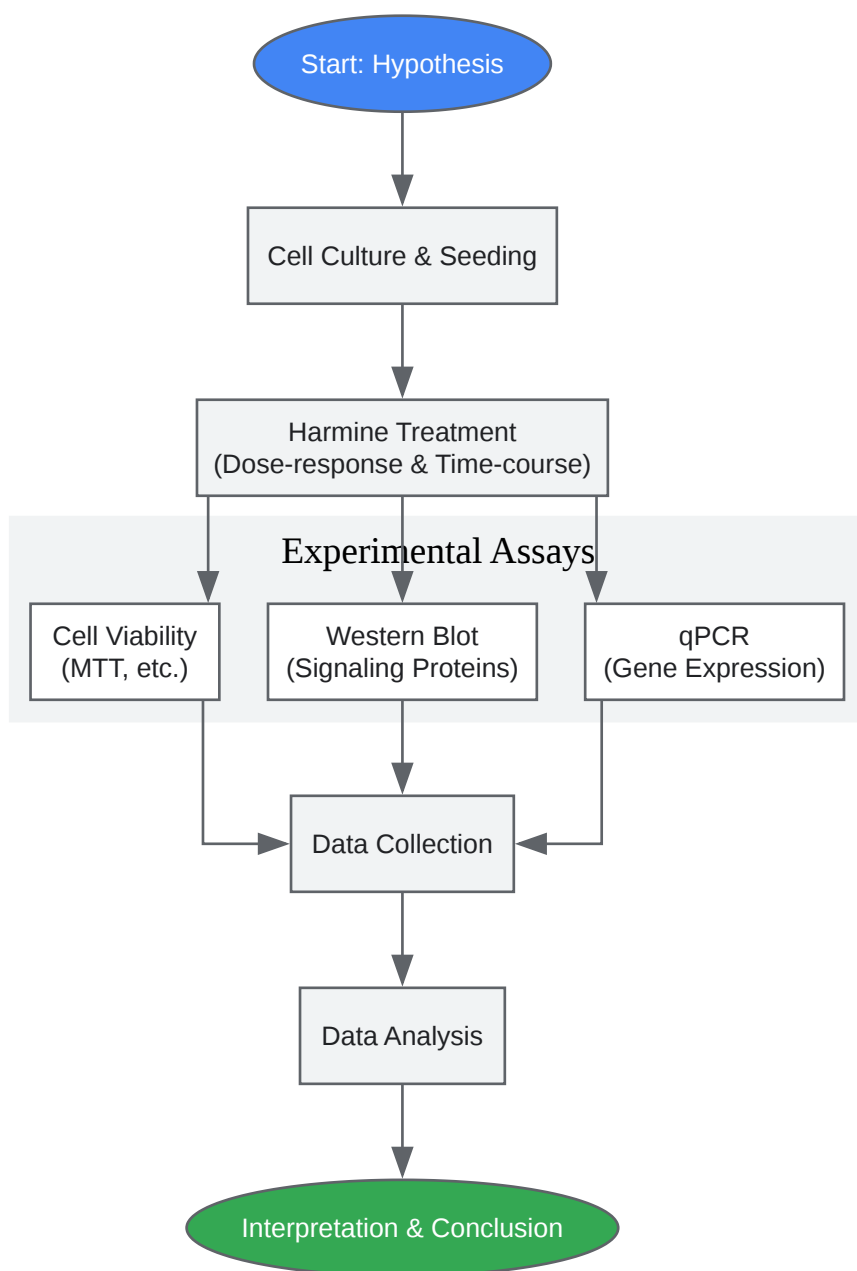 Start: Hypothesis
Cell Culture & Seeding
Harmine Treatment
(Dose-response & Time-course)
Experimental Assays
Cell Viability
(MTT, etc.)
Western Blot
(Signaling Proteins)
qPCR
(Gene Expression)
Data Collection
Data Analysis
Interpretation & Conclusion